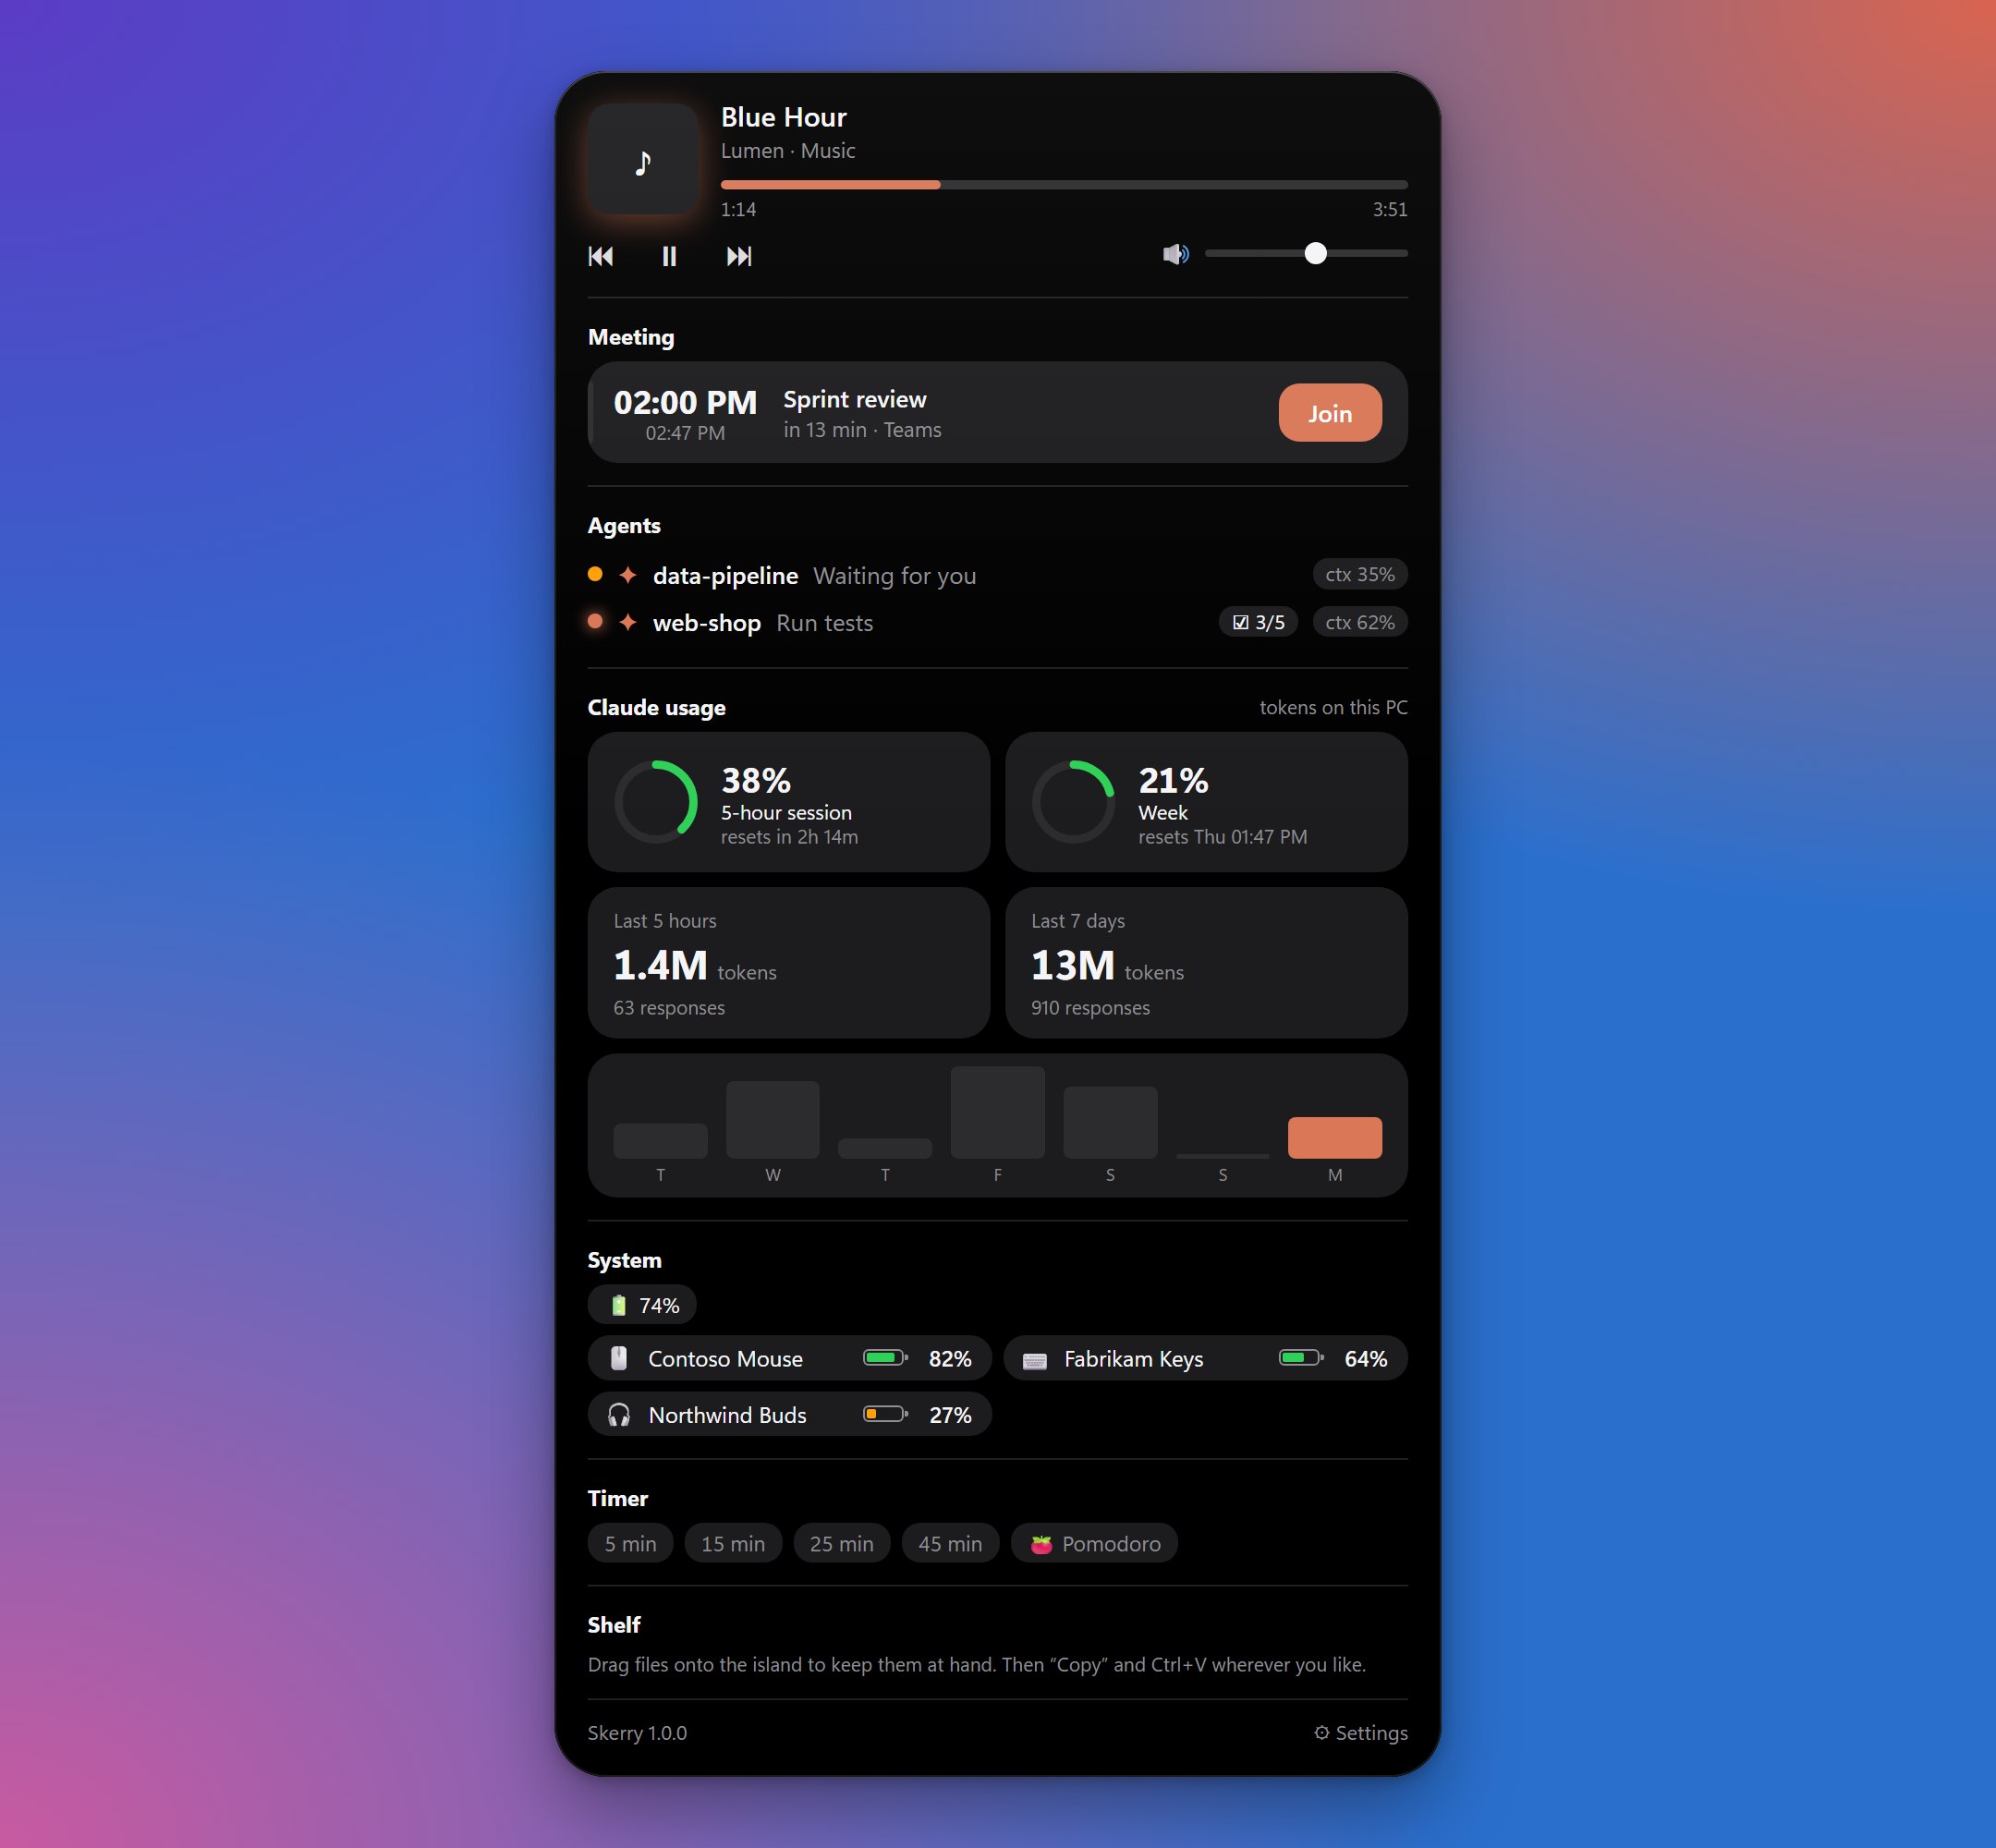 Blue Hour
Lumen · Music
1:14 3:51
Meeting
02:00 PM Sprint review
02:47 PM in 13 min · Teams
Join
Agents
data-pipeline Waiting for you ctx 35%
web-shop Run tests ☑ 3/5 ctx 62%
Claude usage tokens on this PC
38%
5-hour session
resets in 2h 14m
21%
Week
resets Thu 01:47 PM
Last 5 hours
1.4M tokens
63 responses
Last 7 days
13M tokens
910 responses
T W T F S S M
System
74%
Contoso Mouse 82%
Fabrikam Keys 64%
Northwind Buds 27%
Timer
5 min 15 min 25 min 45 min Pomodoro
Shelf
Drag files onto the island to keep them at hand. Then “Copy” and Ctrl+V wherever you like.
Skerry 1.0.0 Settings